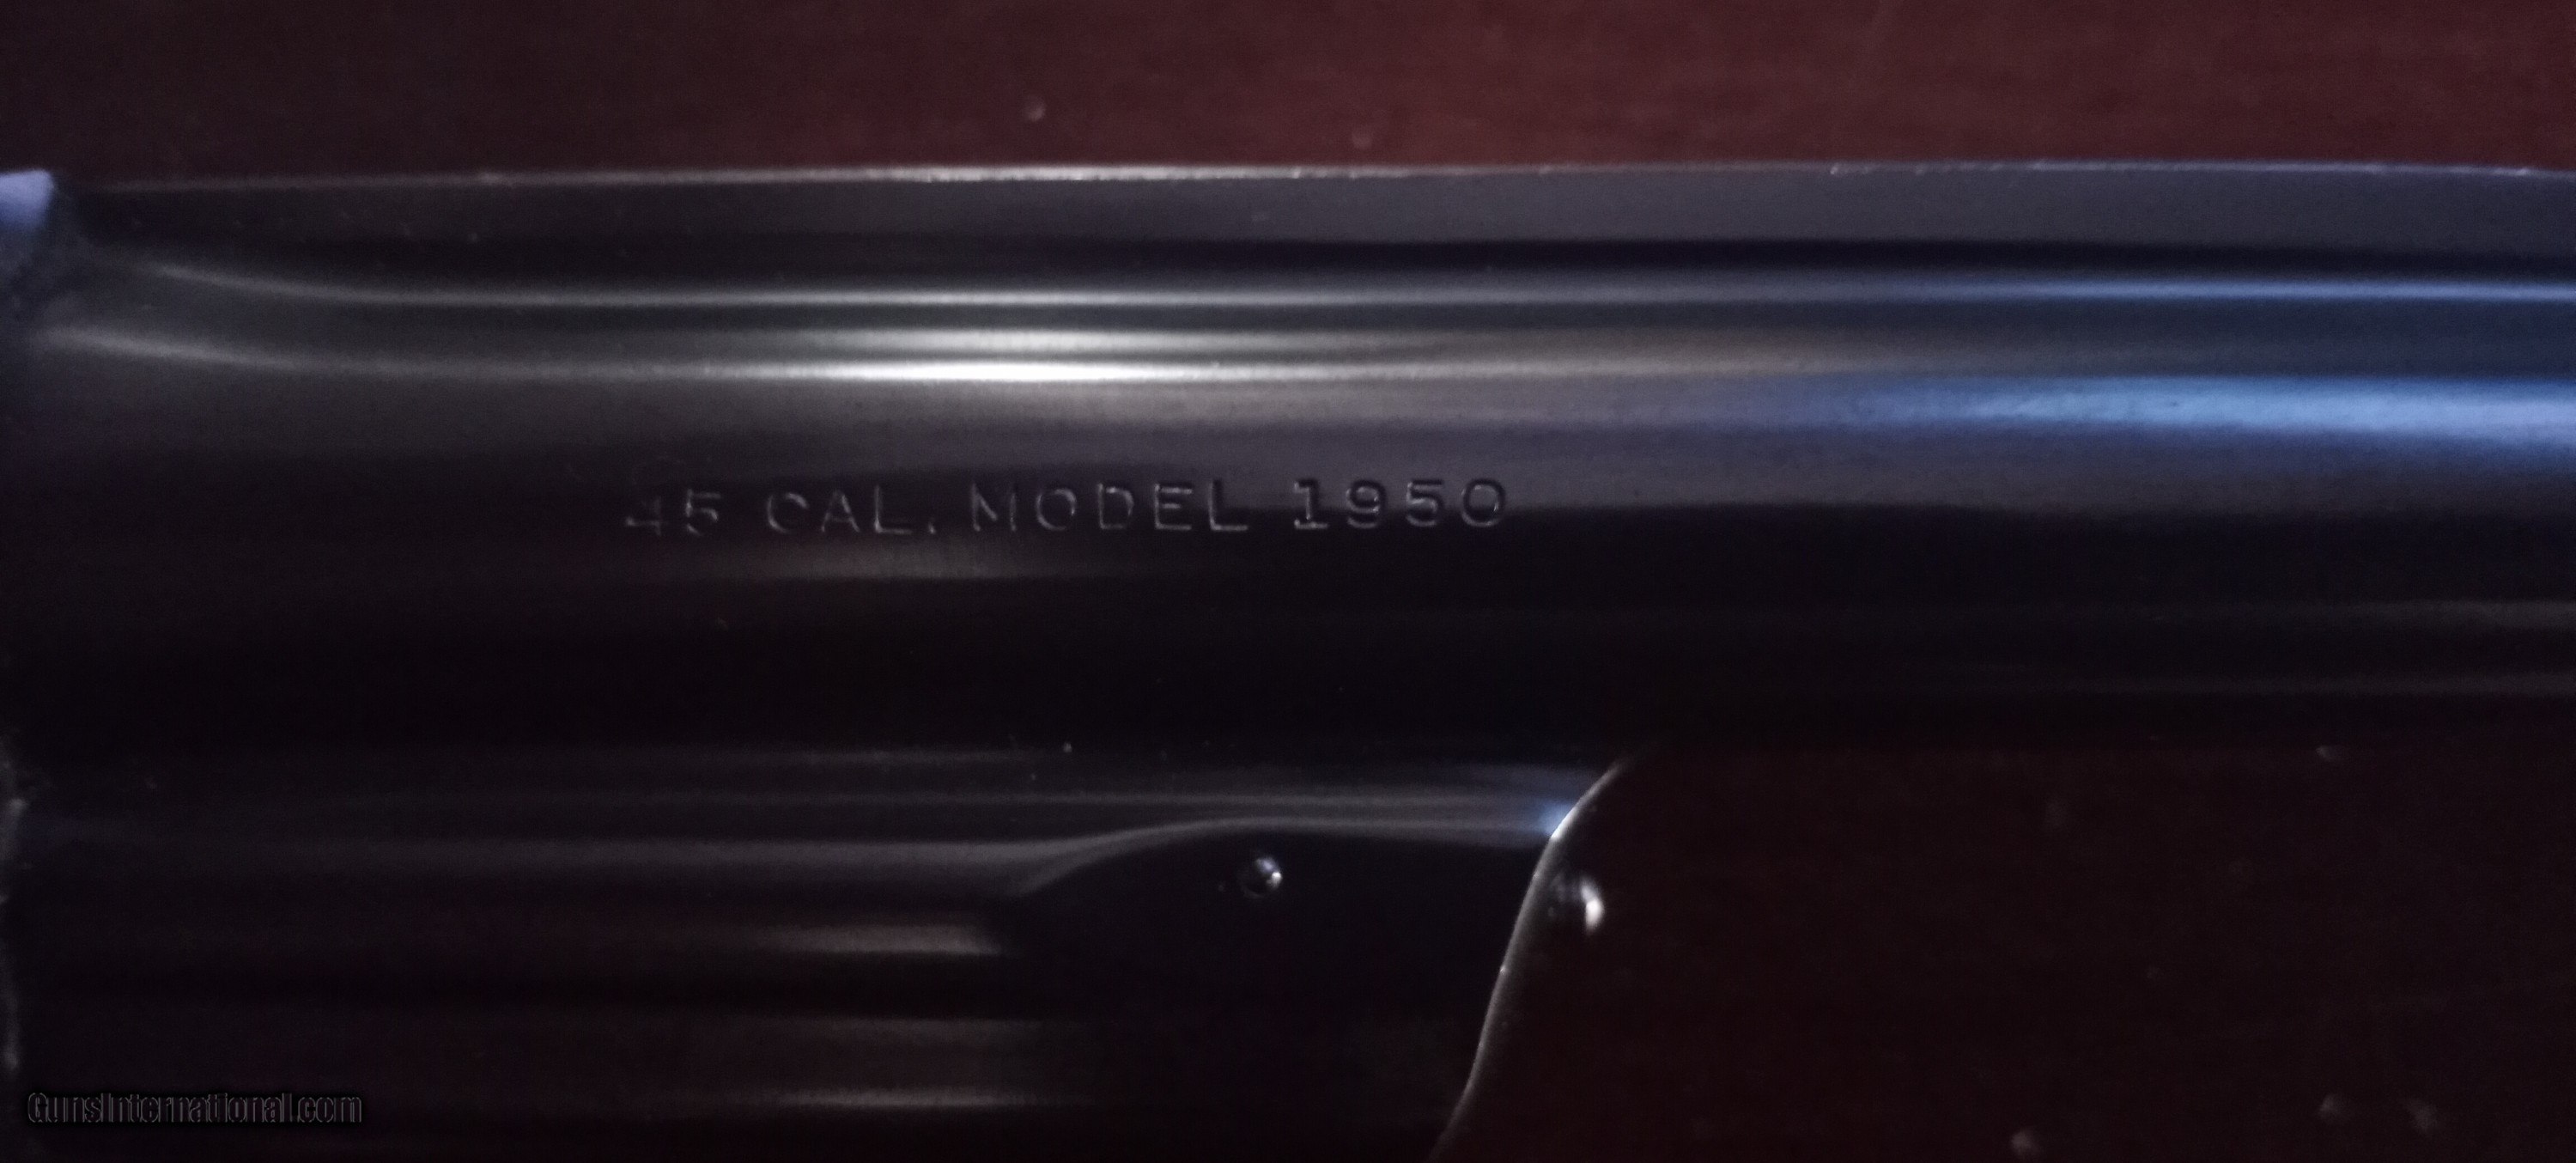 45 CAL. MODEL 1950
GunsInternational.com